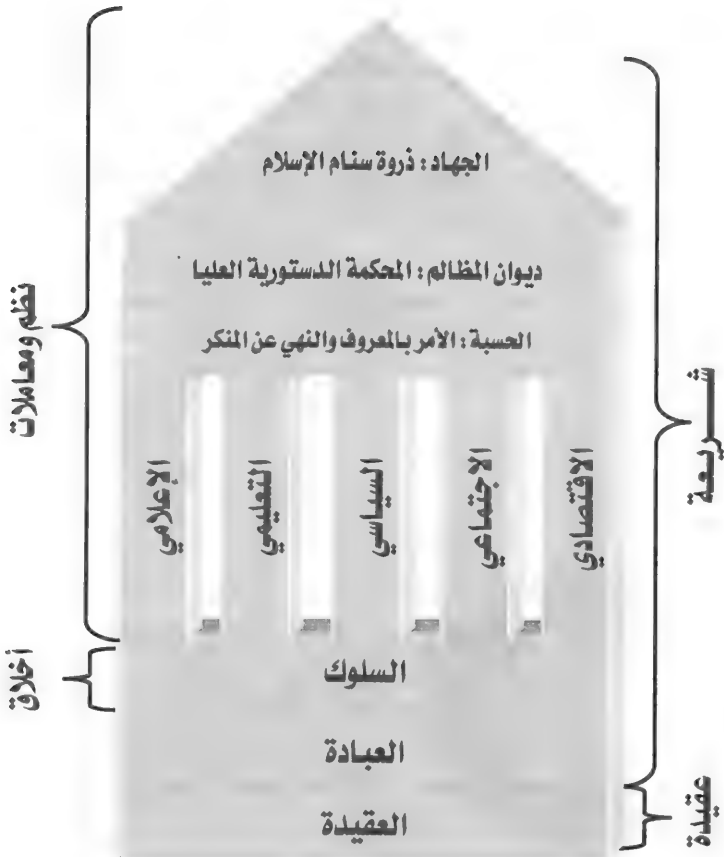 الجهاد : ذروة سنام الإسلام
ديوان المظالم : المحكمة الدستورية العليا
الحسبة : الأمر بالمعروف والنهي عن المنكر
الاقتصادي
الاجتماعي
السياسي
التعليمي
الإعلامي
السلوك
العبادة
العقيدة
شـــريعة
عقيدة
نظم ومعاملات
أخلاق